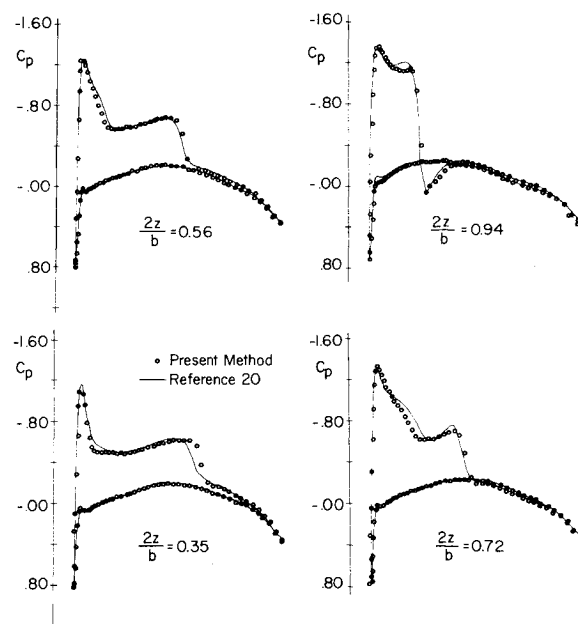 -1.60
Cp
-.80
-.00
2z/b =0.56
.80
-1.60
Cp
-.80
-.00
2z/b =0.94
.80
-1.60
Cp
-.80
-.00
2z/b =0.35
.80
Present Method
Reference 20
-1.60
Cp
-.80
-.00
2z/b =0.72
.80